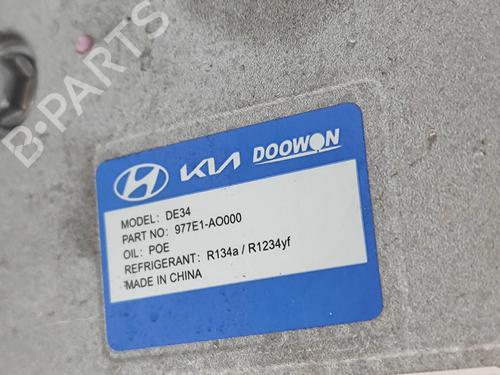 B-PARTS
KIA DOOWON
MODEL: DE34
PART NO: 977E1-AO000
OIL: POE
REFRIGERANT: R134a / R1234yf
MADE IN CHINA